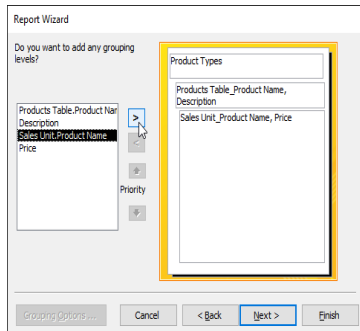 Report Wizard
Do you want to add any grouping
levels?
Product Types
Products Table_Product Name,
Description
Sales Unit_Product Name, Price
Products Table.Product Nar
Description
Sales Unit.Product Name
Price
>
<
Priority
Grouping Options ...
Cancel
< Back
Next >
Finish